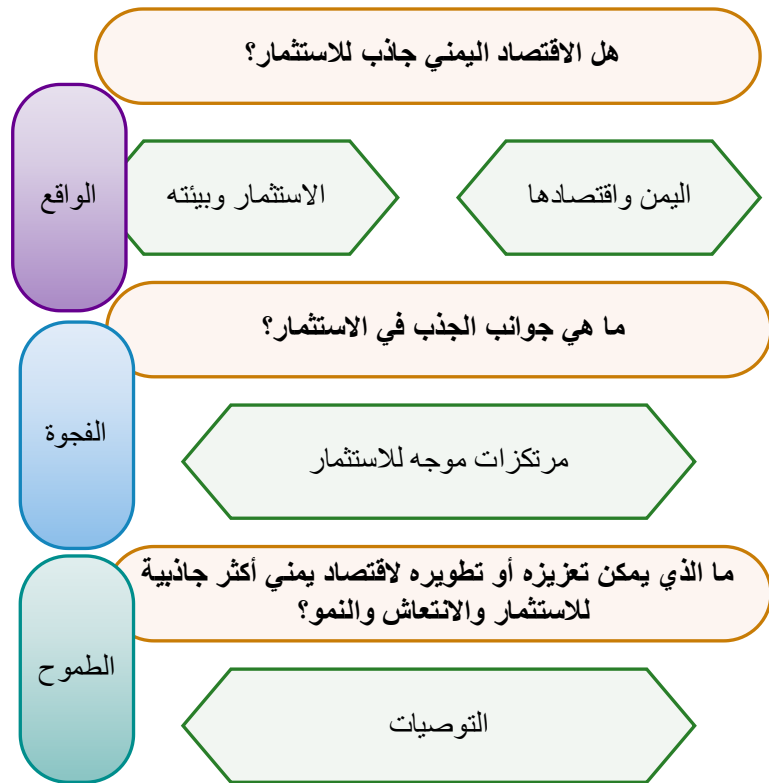 هل الاقتصاد اليمني جاذب للاستثمار؟
الواقع
اليمن واقتصادها
الاستثمار وبيئته
ما هي جوانب الجذب في الاستثمار؟
الفجوة
مرتكزات موجه للاستثمار
ما الذي يمكن تعزيزه أو تطويره لاقتصاد يمني أكثر جاذبية
للاستثمار والانتعاش والنمو؟
الطموح
التوصيات